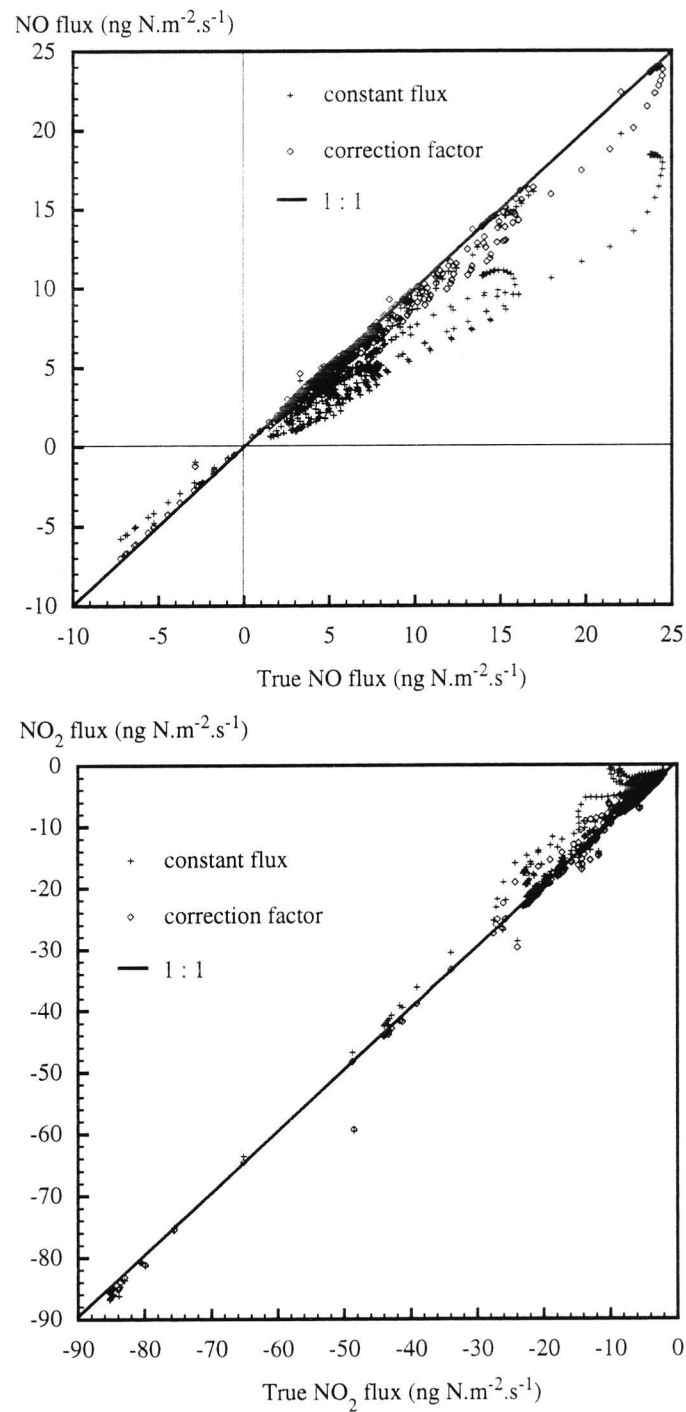 NO flux (ng N.m-2.s-1)
25
20
15
10
5
0
-5
-10
+ constant flux
◇ correction factor
1 : 1
-10 -5 0 5 10 15 20 25
True NO flux (ng N.m-2.s-1)
NO2 flux (ng N.m-2.s-1)
0
-10
-20
-30
-40
-50
-60
-70
-80
-90
+ constant flux
◇ correction factor
1 : 1
-90 -80 -70 -60 -50 -40 -30 -20 -10 0
True NO2 flux (ng N.m-2.s-1)